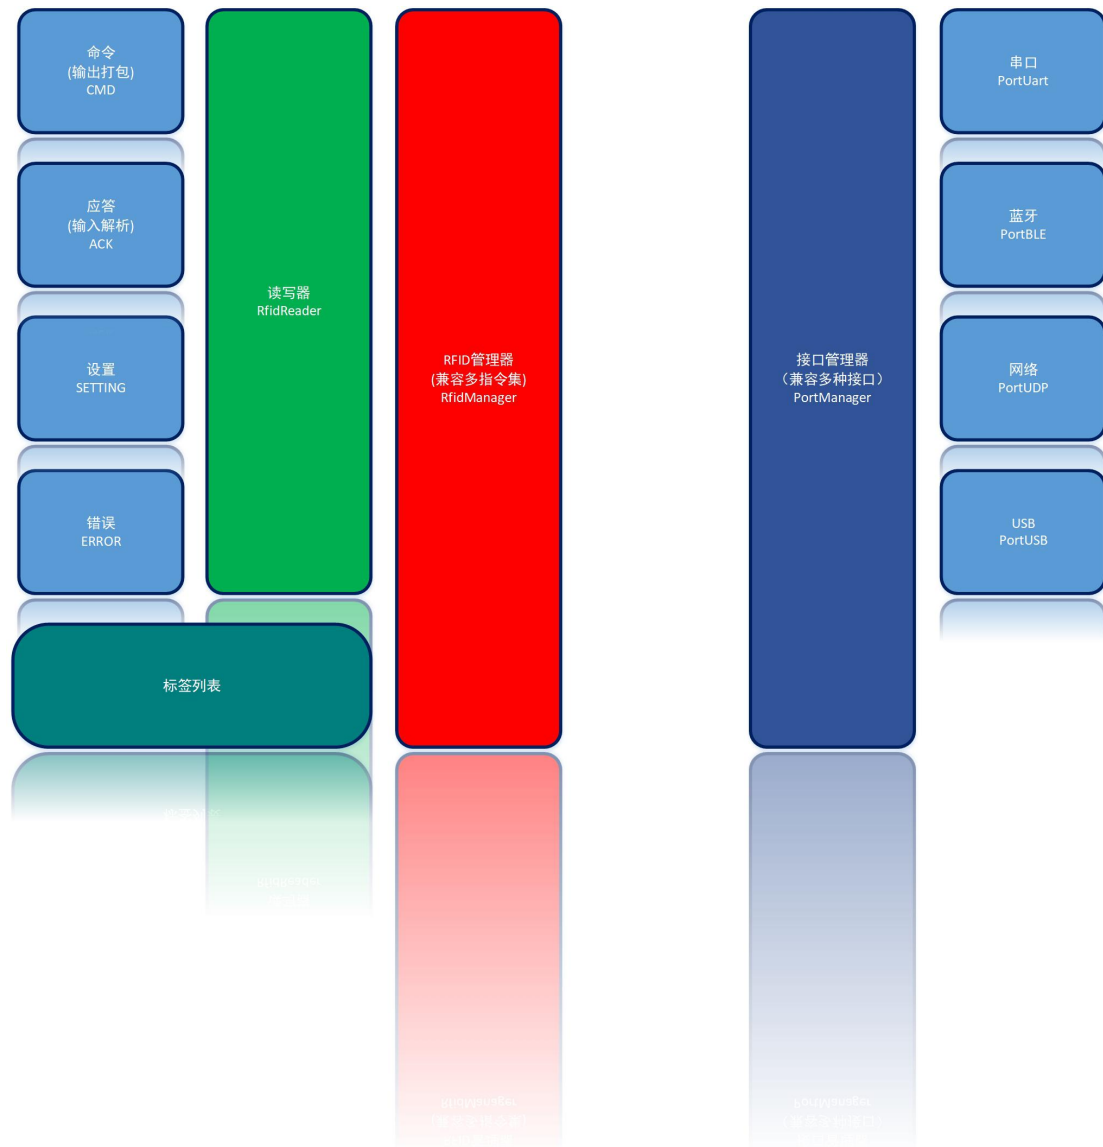 命令
(输出打包)
CMD
应答
(输入解析)
ACK
设置
SETTING
错误
ERROR
读写器
RfidReader
标签列表
RFID管理器
(兼容多指令集)
RfidManager
接口管理器
（兼容多种接口）
PortManager
串口
PortUart
蓝牙
PortBLE
网络
PortUDP
USB
PortUSB